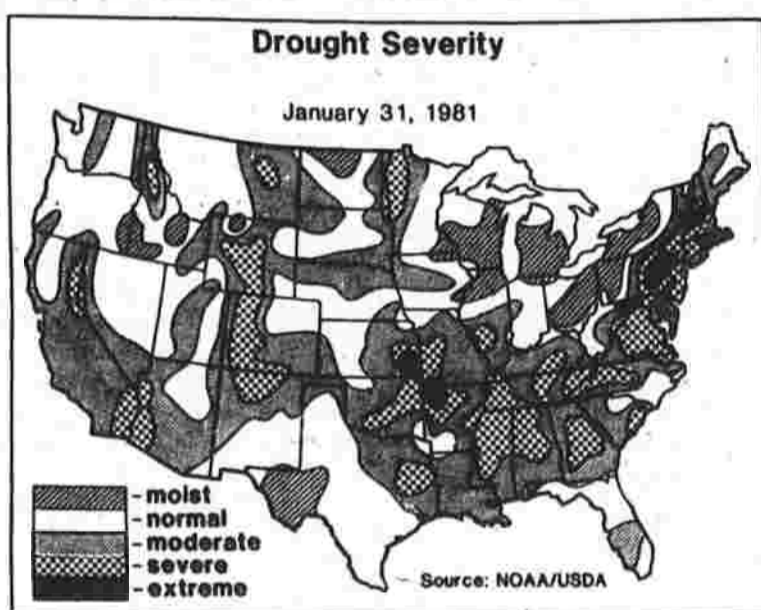 Drought Severity
January 31, 1981
- moist
- normal
- moderate
- severe
- extreme
Source: NOAA/USDA